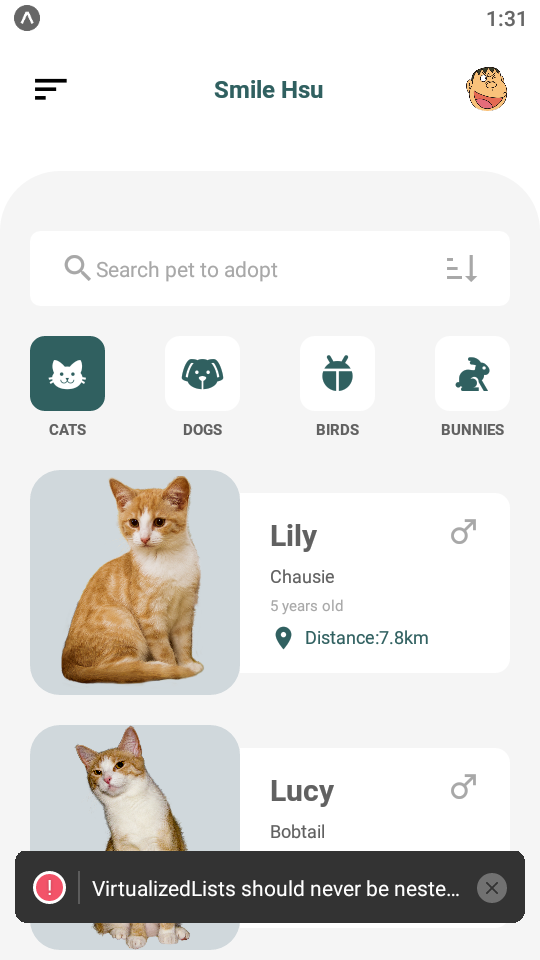 1:31
Smile Hsu
Search pet to adopt
CATS
DOGS
BIRDS
BUNNIES
Lily
Chausie
5 years old
Distance:7.8km
Lucy
Bobtail
! VirtualizedLists should never be neste...